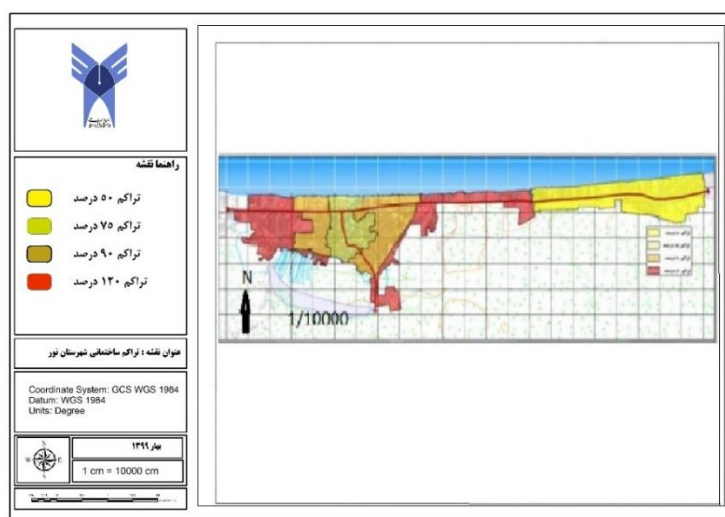 راهنما نقشه
تراکم ۵۰ درصد
تراکم ۷۵ درصد
تراکم ۹۰ درصد
تراکم ۱۲۰ درصد
عنوان نقشه : تراکم ساختمانی شهرستان نور
Coordinate System: GCS WGS 1984
Datum: WGS 1984
Units: Degree
بهار ۱۳۹۹
1 cm = 10000 cm
N
W
E
S
N
1/10000